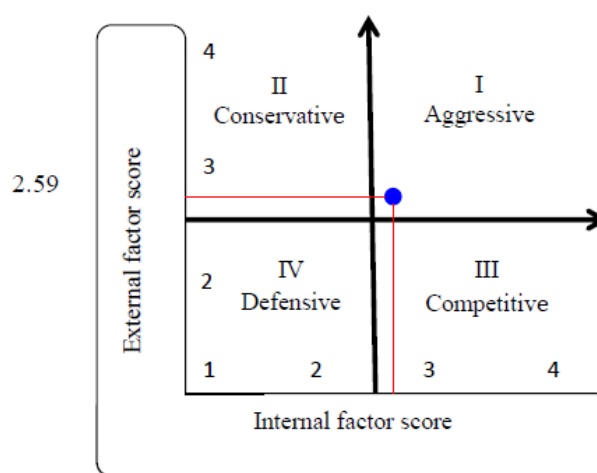 4
II
I
Conservative
Aggressive
3
2.59
External factor score
IV
III
2
Defensive
Competitive
1
2
3
4
Internal factor score